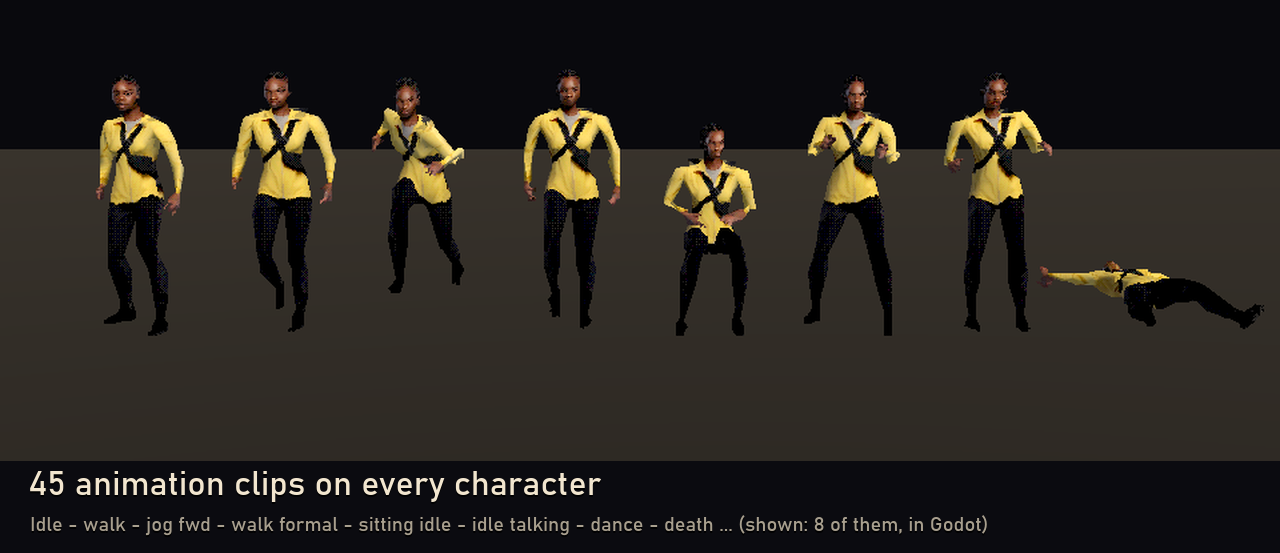 45 animation clips on every character
Idle - walk - jog fwd - walk formal - sitting idle - idle talking - dance - death ... (shown: 8 of them, in Godot)